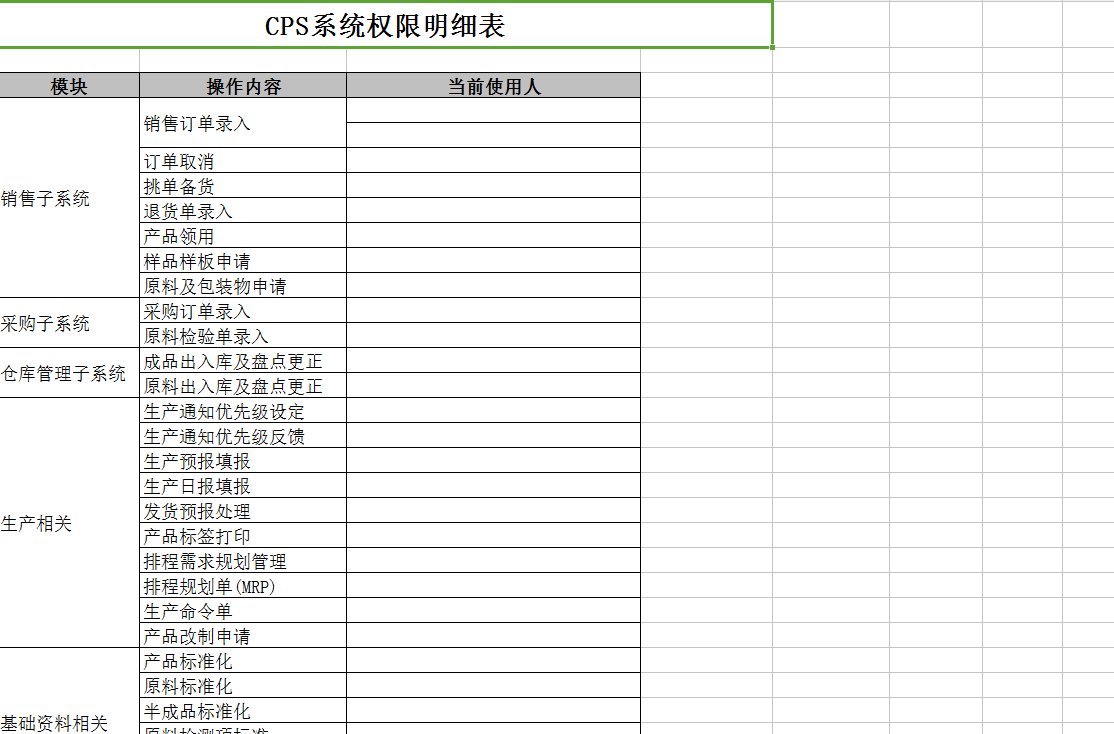 CPS系统权限明细表
模块 操作内容 当前使用人
销售订单录入
订单取消
挑单备货
销售子系统
退货单录入
产品领用
样品样板申请
原料及包装物申请
采购子系统
采购订单录入
原料检验单录入
仓库管理子系统
成品出入库及盘点更正
原料出入库及盘点更正
生产通知优先级设定
生产通知优先级反馈
生产预报填报
生产日报填报
生产相关
发货预报处理
产品标签打印
排程需求规划管理
排程规划单(MRP)
生产命令单
产品改制申请
产品标准化
原料标准化
半成品标准化
基础资料相关